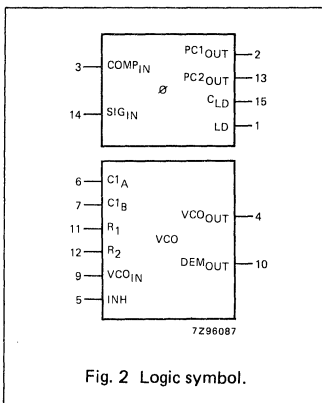 PC1OUT 2
3 COMPIN
PC2OUT 13
ø
CLD 15
14 SIGIN
LD 1
6 C1A
7 C1B
VCOOUT 4
11 R1
VCO
12 R2
DEMOUT 10
9 VCOIN
5 INH
7Z96087
Fig. 2 Logic symbol.